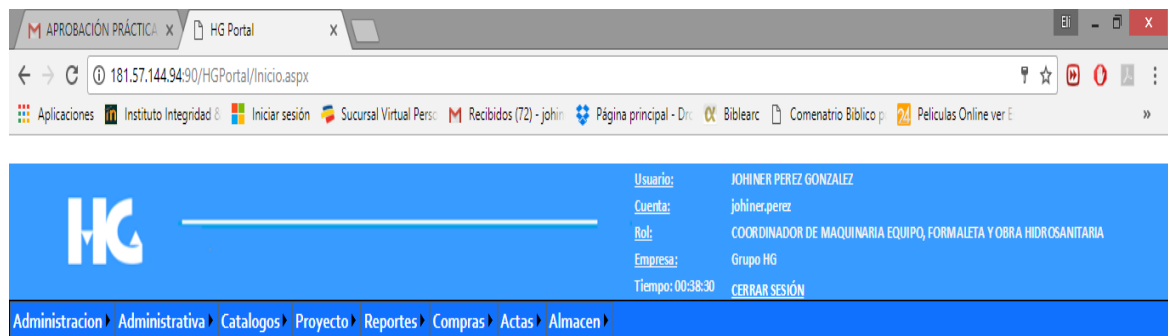 APROBACIÓN PRÁCTICA HG Portal Eli
181.57.144.94:90/HGPortal/Inicio.aspx
Aplicaciones Instituto Integridad & Iniciar sesión Sucursal Virtual Perso Recibidos (72) - johin Página principal - Dro Biblearc Comenatrio Biblico p 24 Peliculas Online ver E »
HG
Usuario: JOHINER PEREZ GONZALEZ
Cuenta: johiner.perez
Rol: COORDINADOR DE MAQUINARIA EQUIPO, FORMALETA Y OBRA HIDROSANITARIA
Empresa: Grupo HG
Tiempo: 00:38:30 CERRAR SESIÓN
Administracion Administrativa Catalogos Proyecto Reportes Compras Actas Almacen